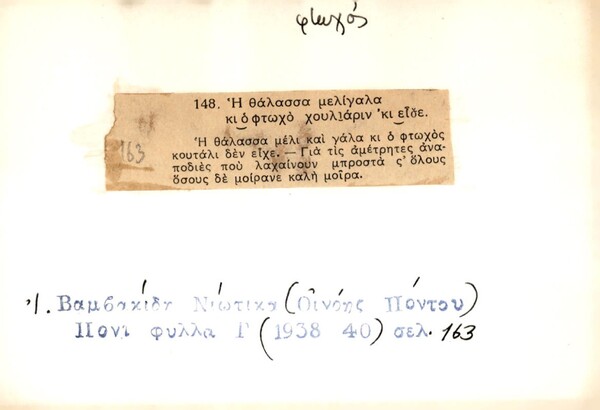 φτωχός
148. Ἡ θάλασσα μελίγαλα
κι ὁ φτωχὸ χουλιάριν ’κι εἶδε.
Ἡ θάλασσα μέλι καὶ γάλα κι ὁ φτωχὸς
κουτάλι δὲν εἶχε. — Γιὰ τὶς ἀμέτρητες ἀνα-
ποδιὲς ποὺ λαχαίνουν μπροστὰ σ’ ὅλους
ὅσους δὲ μοίρανε καλὴ μοῖρα.
163
Ἰ. Βαμβακίδη Νιώτικα (Οἰνόης Πόντου)
Ποντ φυλλα Γ (1938 40) σελ. 163